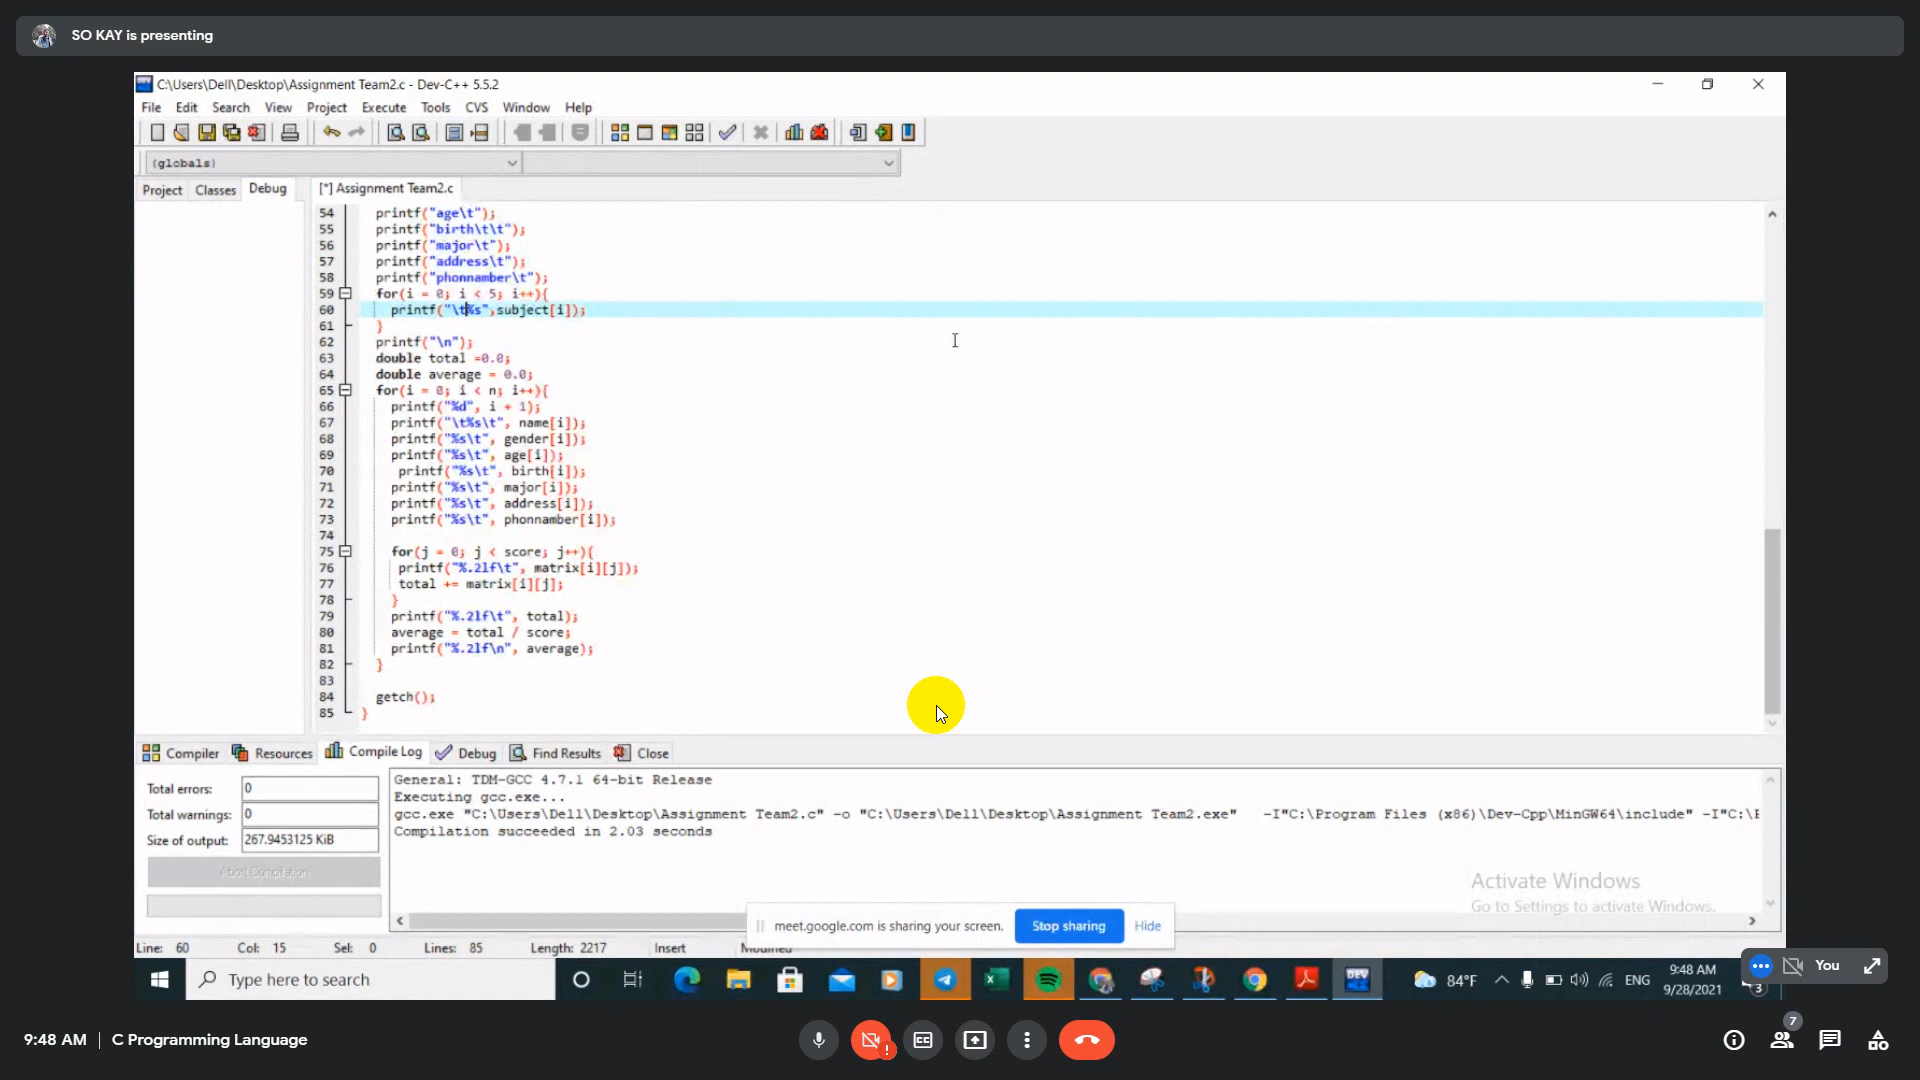 SO KAY is presenting
C:\Users\Dell\Desktop\Assignment Team2.c - Dev-C++ 5.5.2
File Edit Search View Project Execute Tools CVS Window Help
(globals)
Project Classes Debug [*] Assignment Team2.c
54 printf("age\t");
55 printf("birth\t\t");
56 printf("major\t");
57 printf("address\t");
58 printf("phonnamber\t");
59 for(i = 0; i < 5; i++){
60 printf("\t%s",subject[i]);
61 }
62 printf("\n");
63 double total =0.0;
64 double average = 0.0;
65 for(i = 0; i < n; i++){
66 printf("%d", i + 1);
67 printf("\t%s\t", name[i]);
68 printf("%s\t", gender[i]);
69 printf("%s\t", age[i]);
70 printf("%s\t", birth[i]);
71 printf("%s\t", major[i]);
72 printf("%s\t", address[i]);
73 printf("%s\t", phonnamber[i]);
74
75 for(j = 0; j < score; j++){
76 printf("%.2lf\t", matrix[i][j]);
77 total += matrix[i][j];
78 }
79 printf("%.2lf\t", total);
80 average = total / score;
81 printf("%.2lf\n", average);
82 }
83
84 getch();
85 }
Compiler Resources Compile Log Debug Find Results Close
Total errors: 0
Total warnings: 0
Size of output: 267.9453125 KiB
Abort Compilation
General: TDM-GCC 4.7.1 64-bit Release
Executing gcc.exe...
gcc.exe "C:\Users\Dell\Desktop\Assignment Team2.c" -o "C:\Users\Dell\Desktop\Assignment Team2.exe" -I"C:\Program Files (x86)\Dev-Cpp\MinGW64\include" -I"C:\
Compilation succeeded in 2.03 seconds
Activate Windows
Go to Settings to activate Windows.
meet.google.com is sharing your screen. Stop sharing Hide
Line: 60 Col: 15 Sel: 0 Lines: 85 Length: 2217 Insert Modified
Type here to search
DEV
84°F ENG 9:48 AM
9/28/2021
3
You
9:48 AM | C Programming Language
7